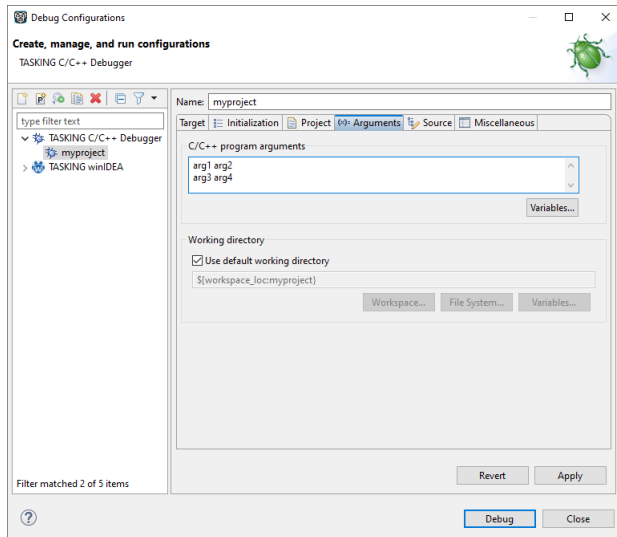 Debug Configurations
Create, manage, and run configurations
TASKING C/C++ Debugger
type filter text
TASKING C/C++ Debugger
myproject
TASKING winIDEA
Filter matched 2 of 5 items
Name: myproject
Target Initialization Project (x)= Arguments Source Miscellaneous
C/C++ program arguments
arg1 arg2
arg3 arg4
Variables...
Working directory
Use default working directory
${workspace_loc:myproject}
Workspace... File System... Variables...
Revert Apply
? Debug Close